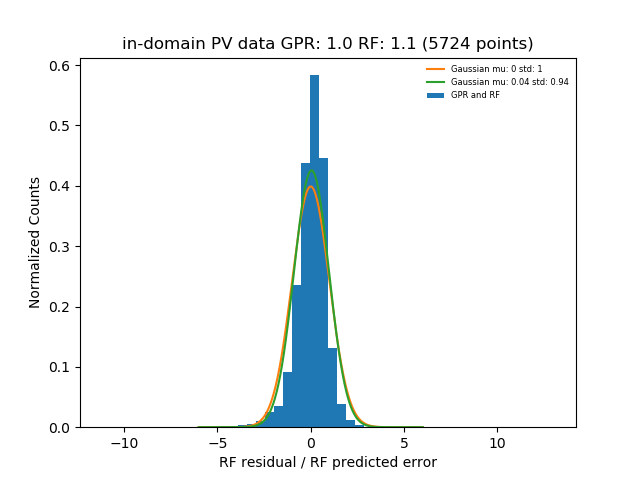 in-domain PV data GPR: 1.0 RF: 1.1 (5724 points)
Gaussian mu: 0 std: 1
Gaussian mu: 0.04 std: 0.94
GPR and RF
Normalized Counts
0.6
0.5
0.4
0.3
0.2
0.1
0.0
−10
−5
0
5
10
RF residual / RF predicted error